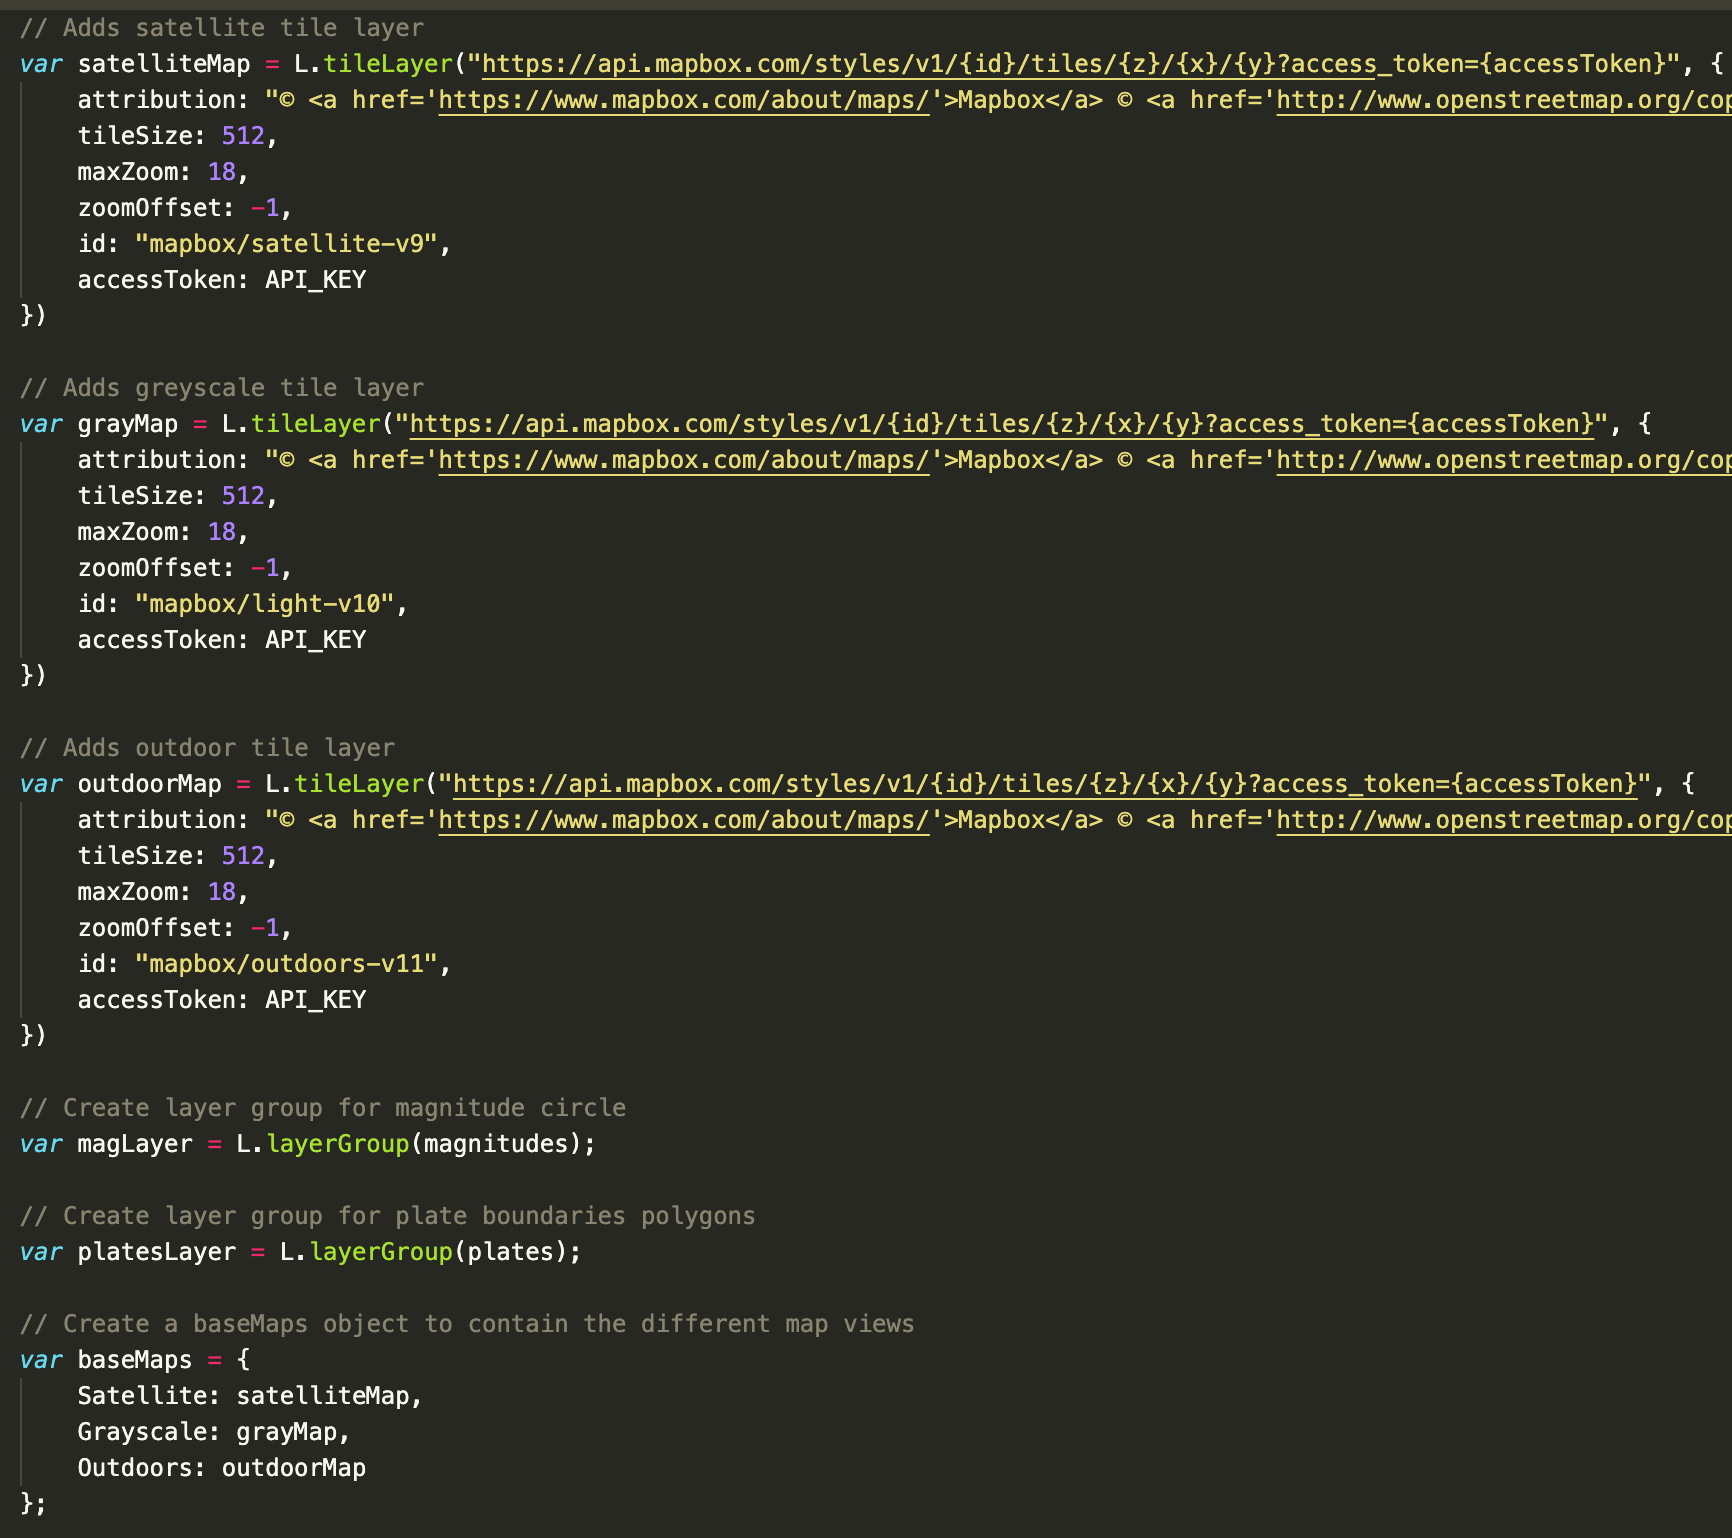 // Adds satellite tile layer
var satelliteMap = L.tileLayer("https://api.mapbox.com/styles/v1/{id}/tiles/{z}/{x}/{y}?access_token={accessToken}", {
    attribution: "© <a href='https://www.mapbox.com/about/maps/'>Mapbox</a> © <a href='http://www.openstreetmap.org/cop
    tileSize: 512,
    maxZoom: 18,
    zoomOffset: -1,
    id: "mapbox/satellite-v9",
    accessToken: API_KEY
})
// Adds greyscale tile layer
var grayMap = L.tileLayer("https://api.mapbox.com/styles/v1/{id}/tiles/{z}/{x}/{y}?access_token={accessToken}", {
    attribution: "© <a href='https://www.mapbox.com/about/maps/'>Mapbox</a> © <a href='http://www.openstreetmap.org/cop
    tileSize: 512,
    maxZoom: 18,
    zoomOffset: -1,
    id: "mapbox/light-v10",
    accessToken: API_KEY
})
// Adds outdoor tile layer
var outdoorMap = L.tileLayer("https://api.mapbox.com/styles/v1/{id}/tiles/{z}/{x}/{y}?access_token={accessToken}", {
    attribution: "© <a href='https://www.mapbox.com/about/maps/'>Mapbox</a> © <a href='http://www.openstreetmap.org/cop
    tileSize: 512,
    maxZoom: 18,
    zoomOffset: -1,
    id: "mapbox/outdoors-v11",
    accessToken: API_KEY
})
// Create layer group for magnitude circle
var magLayer = L.layerGroup(magnitudes);
// Create layer group for plate boundaries polygons
var platesLayer = L.layerGroup(plates);
// Create a baseMaps object to contain the different map views
var baseMaps = {
    Satellite: satelliteMap,
    Grayscale: grayMap,
    Outdoors: outdoorMap
};